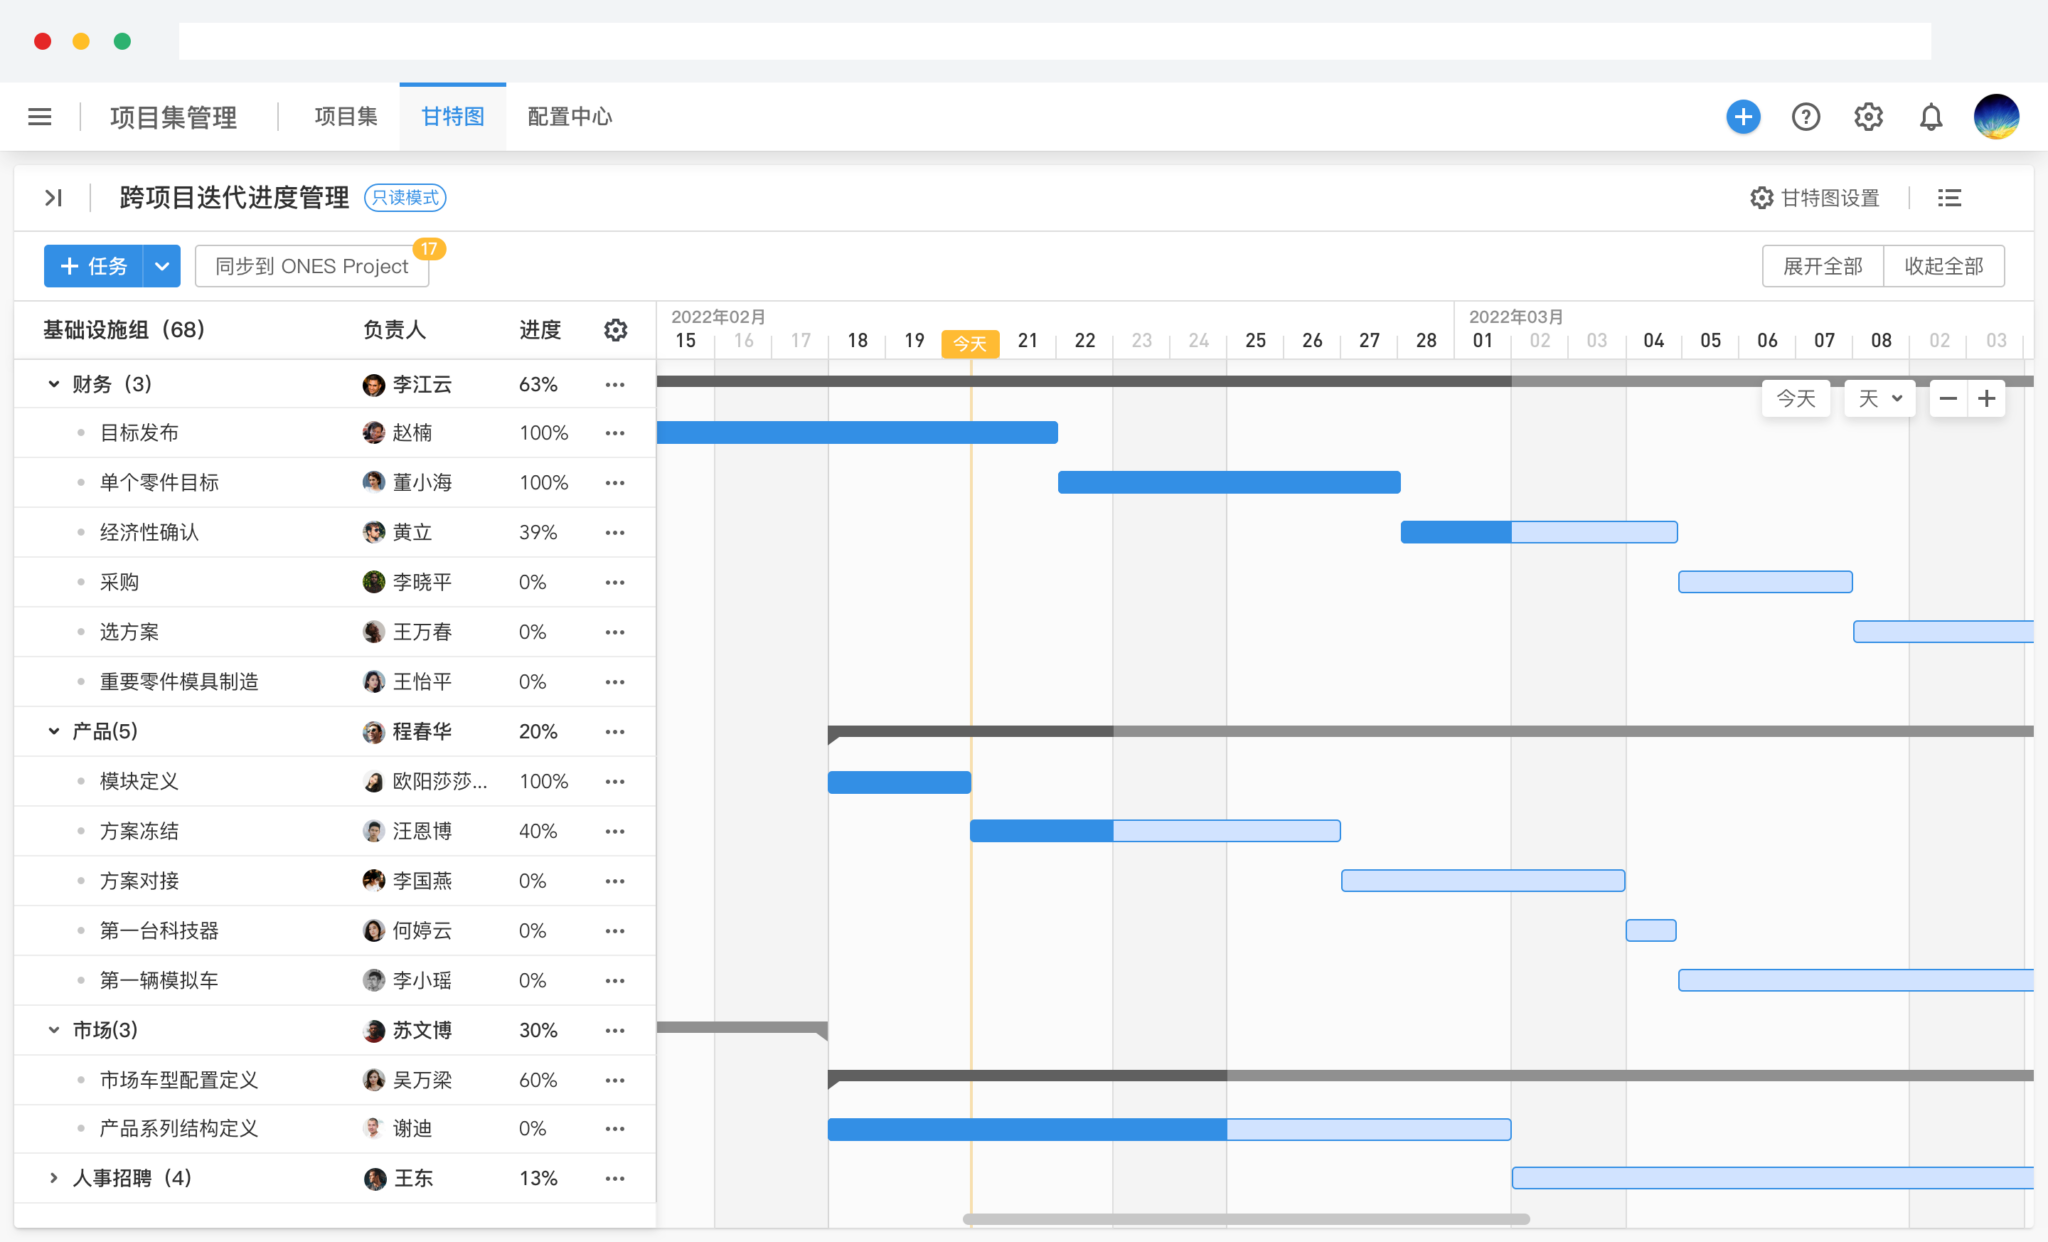 项目集管理 项目集 甘特图 配置中心
跨项目迭代进度管理 只读模式 甘特图设置
任务 同步到 ONES Project 17 展开全部 收起全部
基础设施组（68） 负责人 进度
2022年02月 2022年03月
15 16 17 18 19 今天 21 22 23 24 25 26 27 28 01 02 03 04 05 06 07 08 02 03
财务（3） 李江云 63%
今天 天
目标发布 赵楠 100%
单个零件目标 董小海 100%
经济性确认 黄立 39%
采购 李晓平 0%
选方案 王万春 0%
重要零件模具制造 王怡平 0%
产品(5) 程春华 20%
模块定义 欧阳莎莎... 100%
方案冻结 汪恩博 40%
方案对接 李国燕 0%
第一台科技器 何婷云 0%
第一辆模拟车 李小瑶 0%
市场(3) 苏文博 30%
市场车型配置定义 吴万梁 60%
产品系列结构定义 谢迪 0%
人事招聘（4） 王东 13%